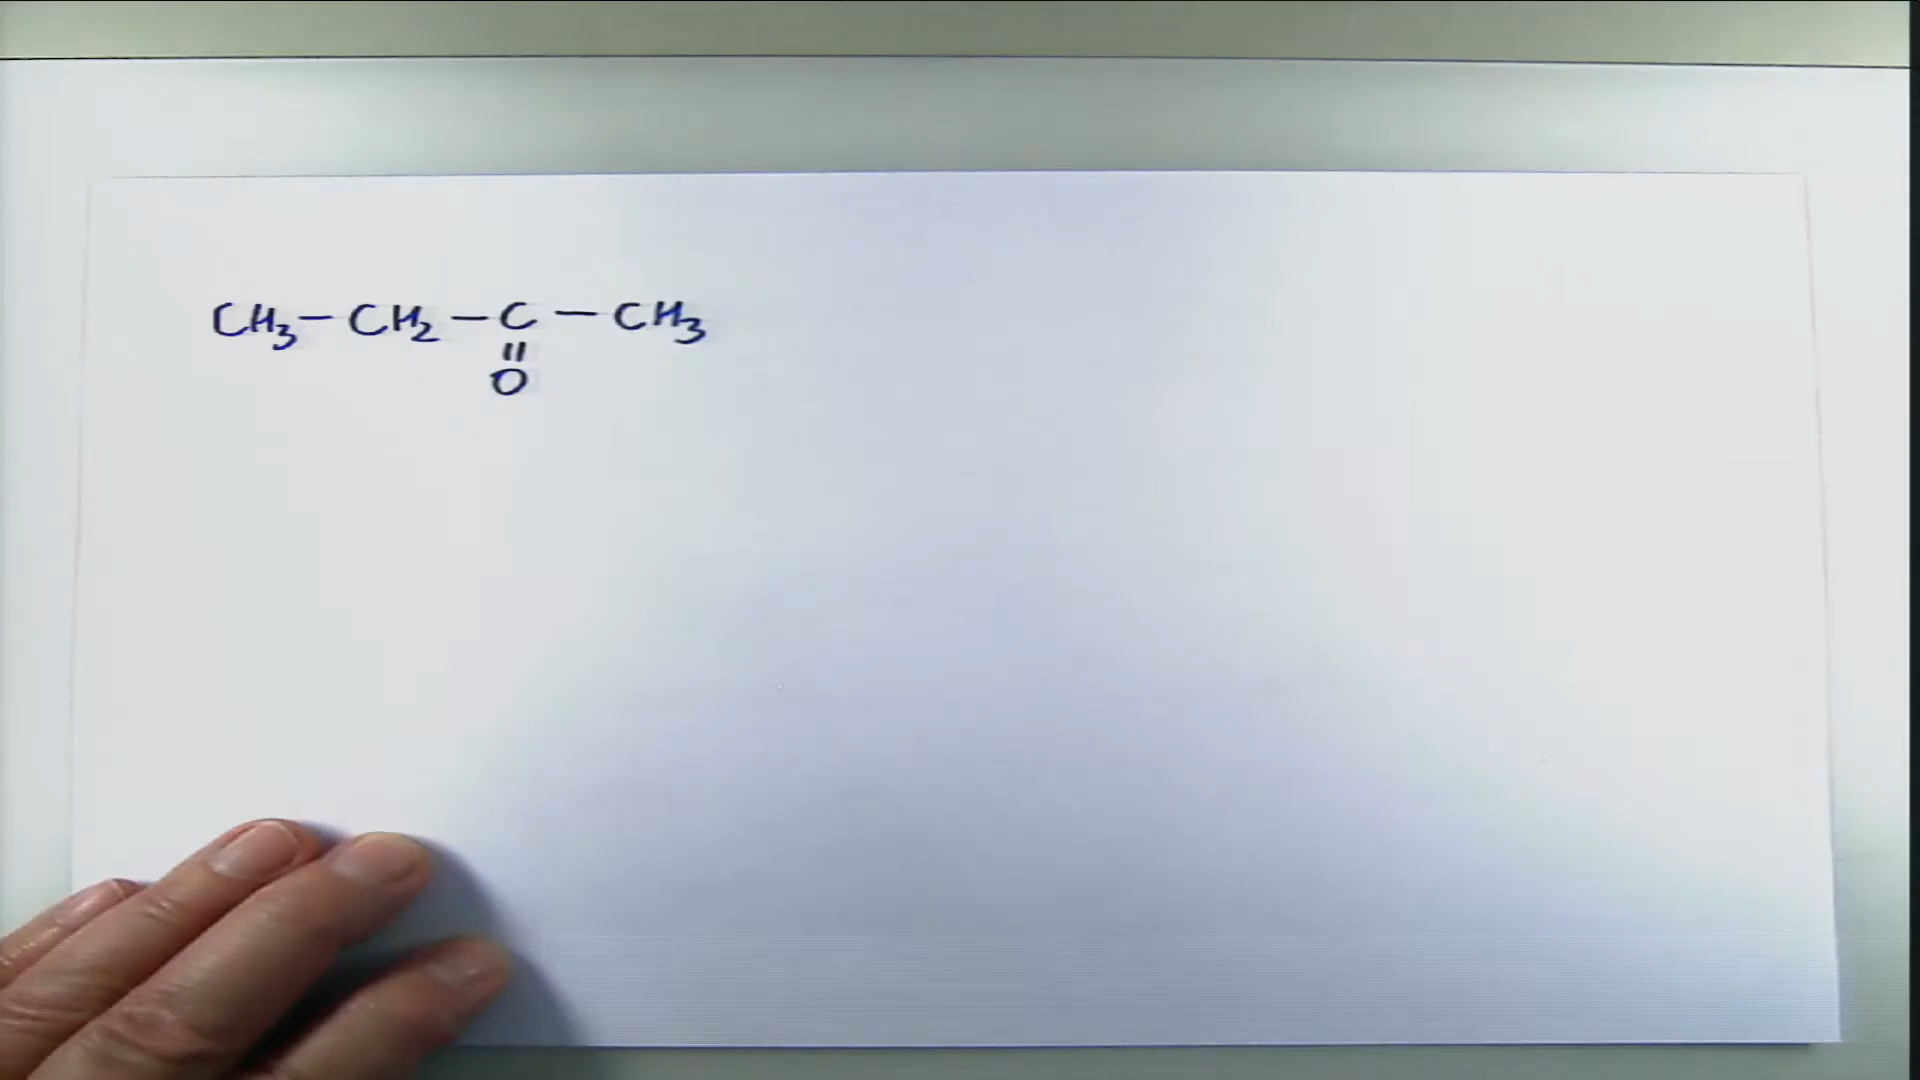 CH3 – CH2 – C – CH3
=
O